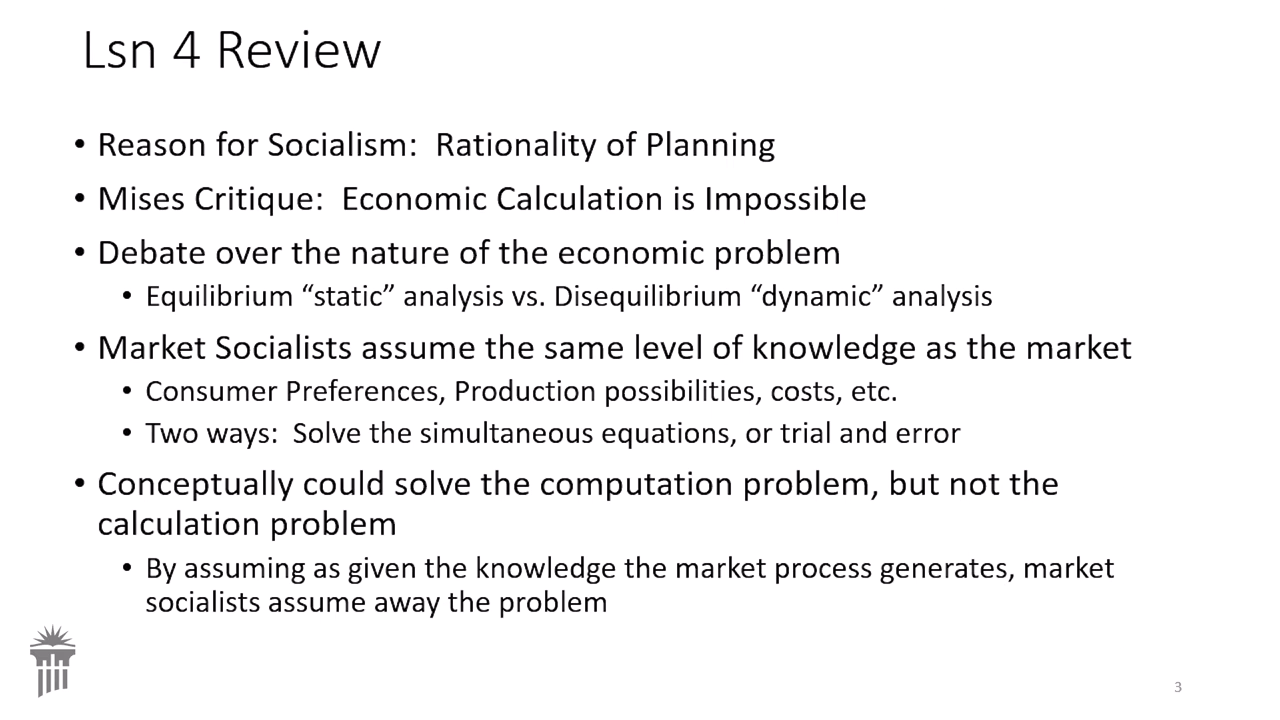 Lsn 4 Review
• Reason for Socialism:  Rationality of Planning
• Mises Critique:  Economic Calculation is Impossible
• Debate over the nature of the economic problem
• Equilibrium “static” analysis vs. Disequilibrium “dynamic” analysis
• Market Socialists assume the same level of knowledge as the market
• Consumer Preferences, Production possibilities, costs, etc.
• Two ways:  Solve the simultaneous equations, or trial and error
• Conceptually could solve the computation problem, but not the
calculation problem
• By assuming as given the knowledge the market process generates, market
socialists assume away the problem
3